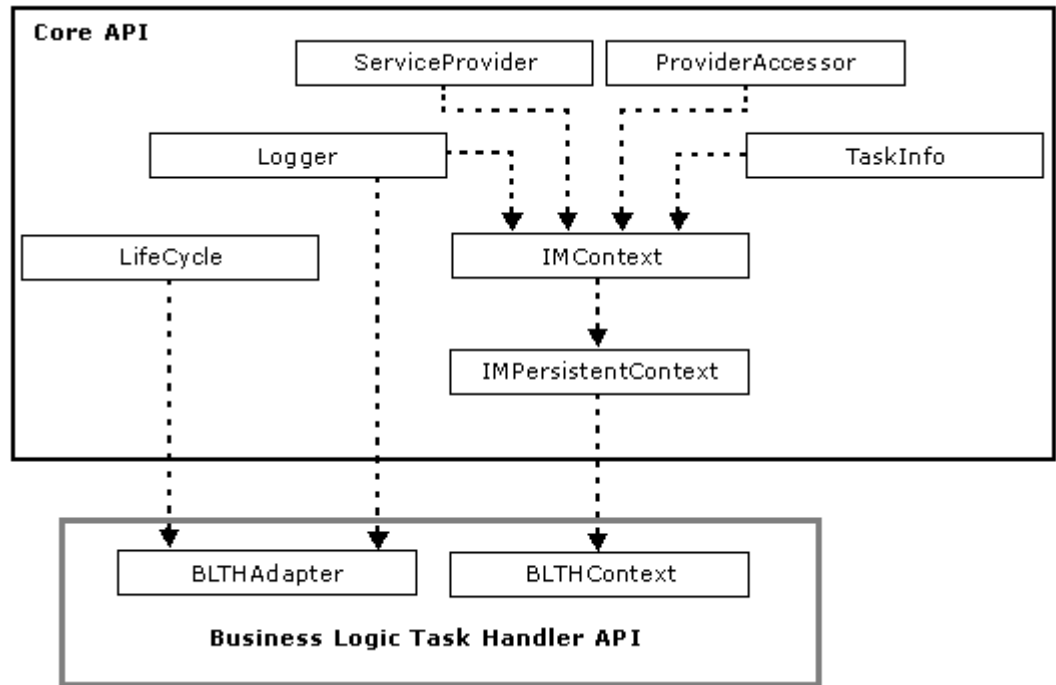 Core API
ServiceProvider
ProviderAccessor
Logger
TaskInfo
LifeCycle
IMContext
IMPersistentContext
BLTHAdapter
BLTHContext
Business Logic Task Handler API